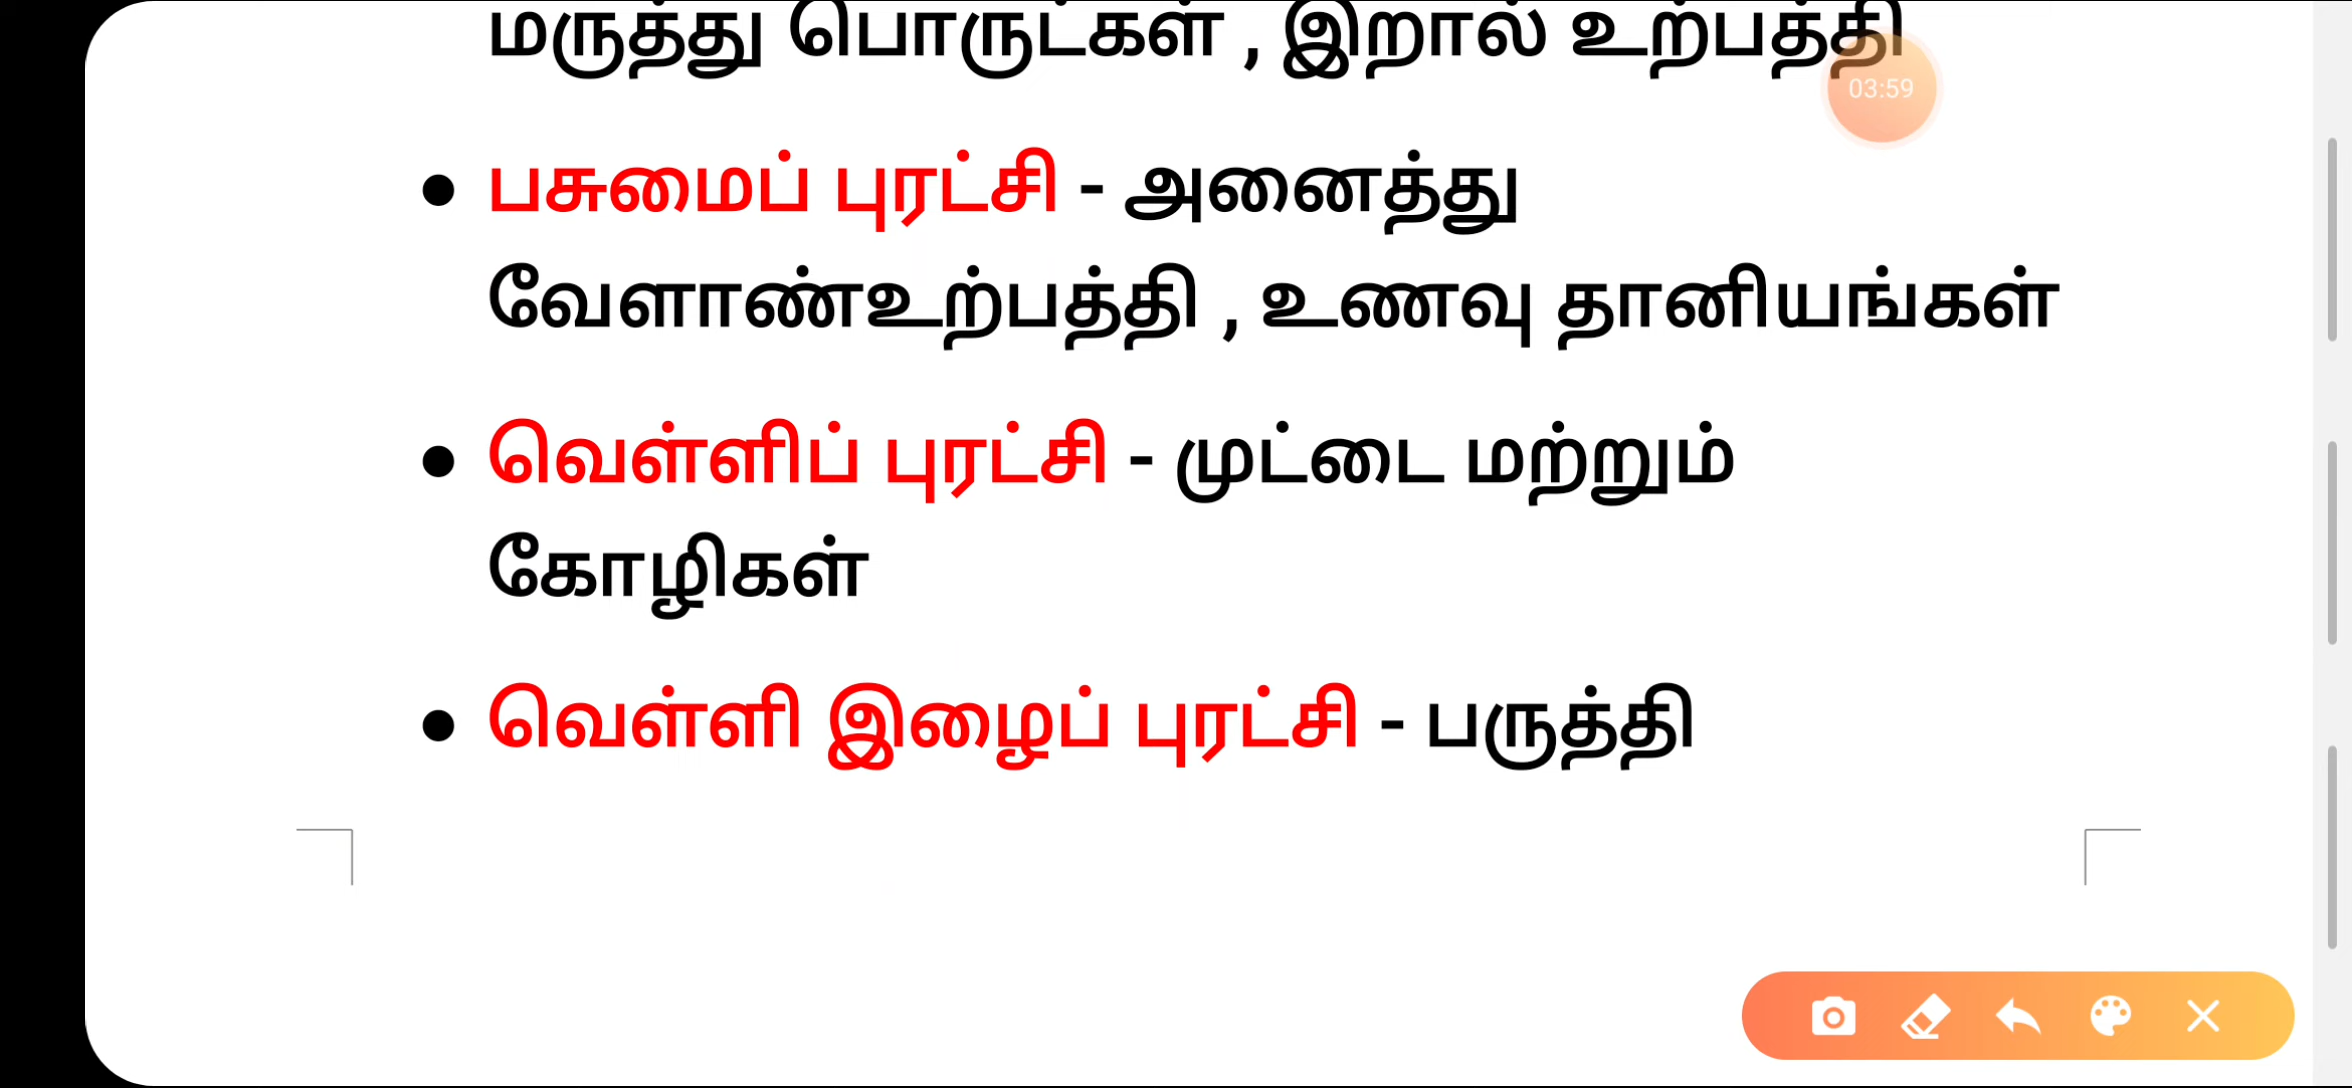 மருத்து பொருட்கள் , இறால் உற்பத்தி
03:59
● பசுமைப் புரட்சி - அனைத்து
வேளாண்உற்பத்தி , உணவு தானியங்கள்
● வெள்ளிப் புரட்சி - முட்டை மற்றும்
கோழிகள்
● வெள்ளி இழைப் புரட்சி - பருத்தி